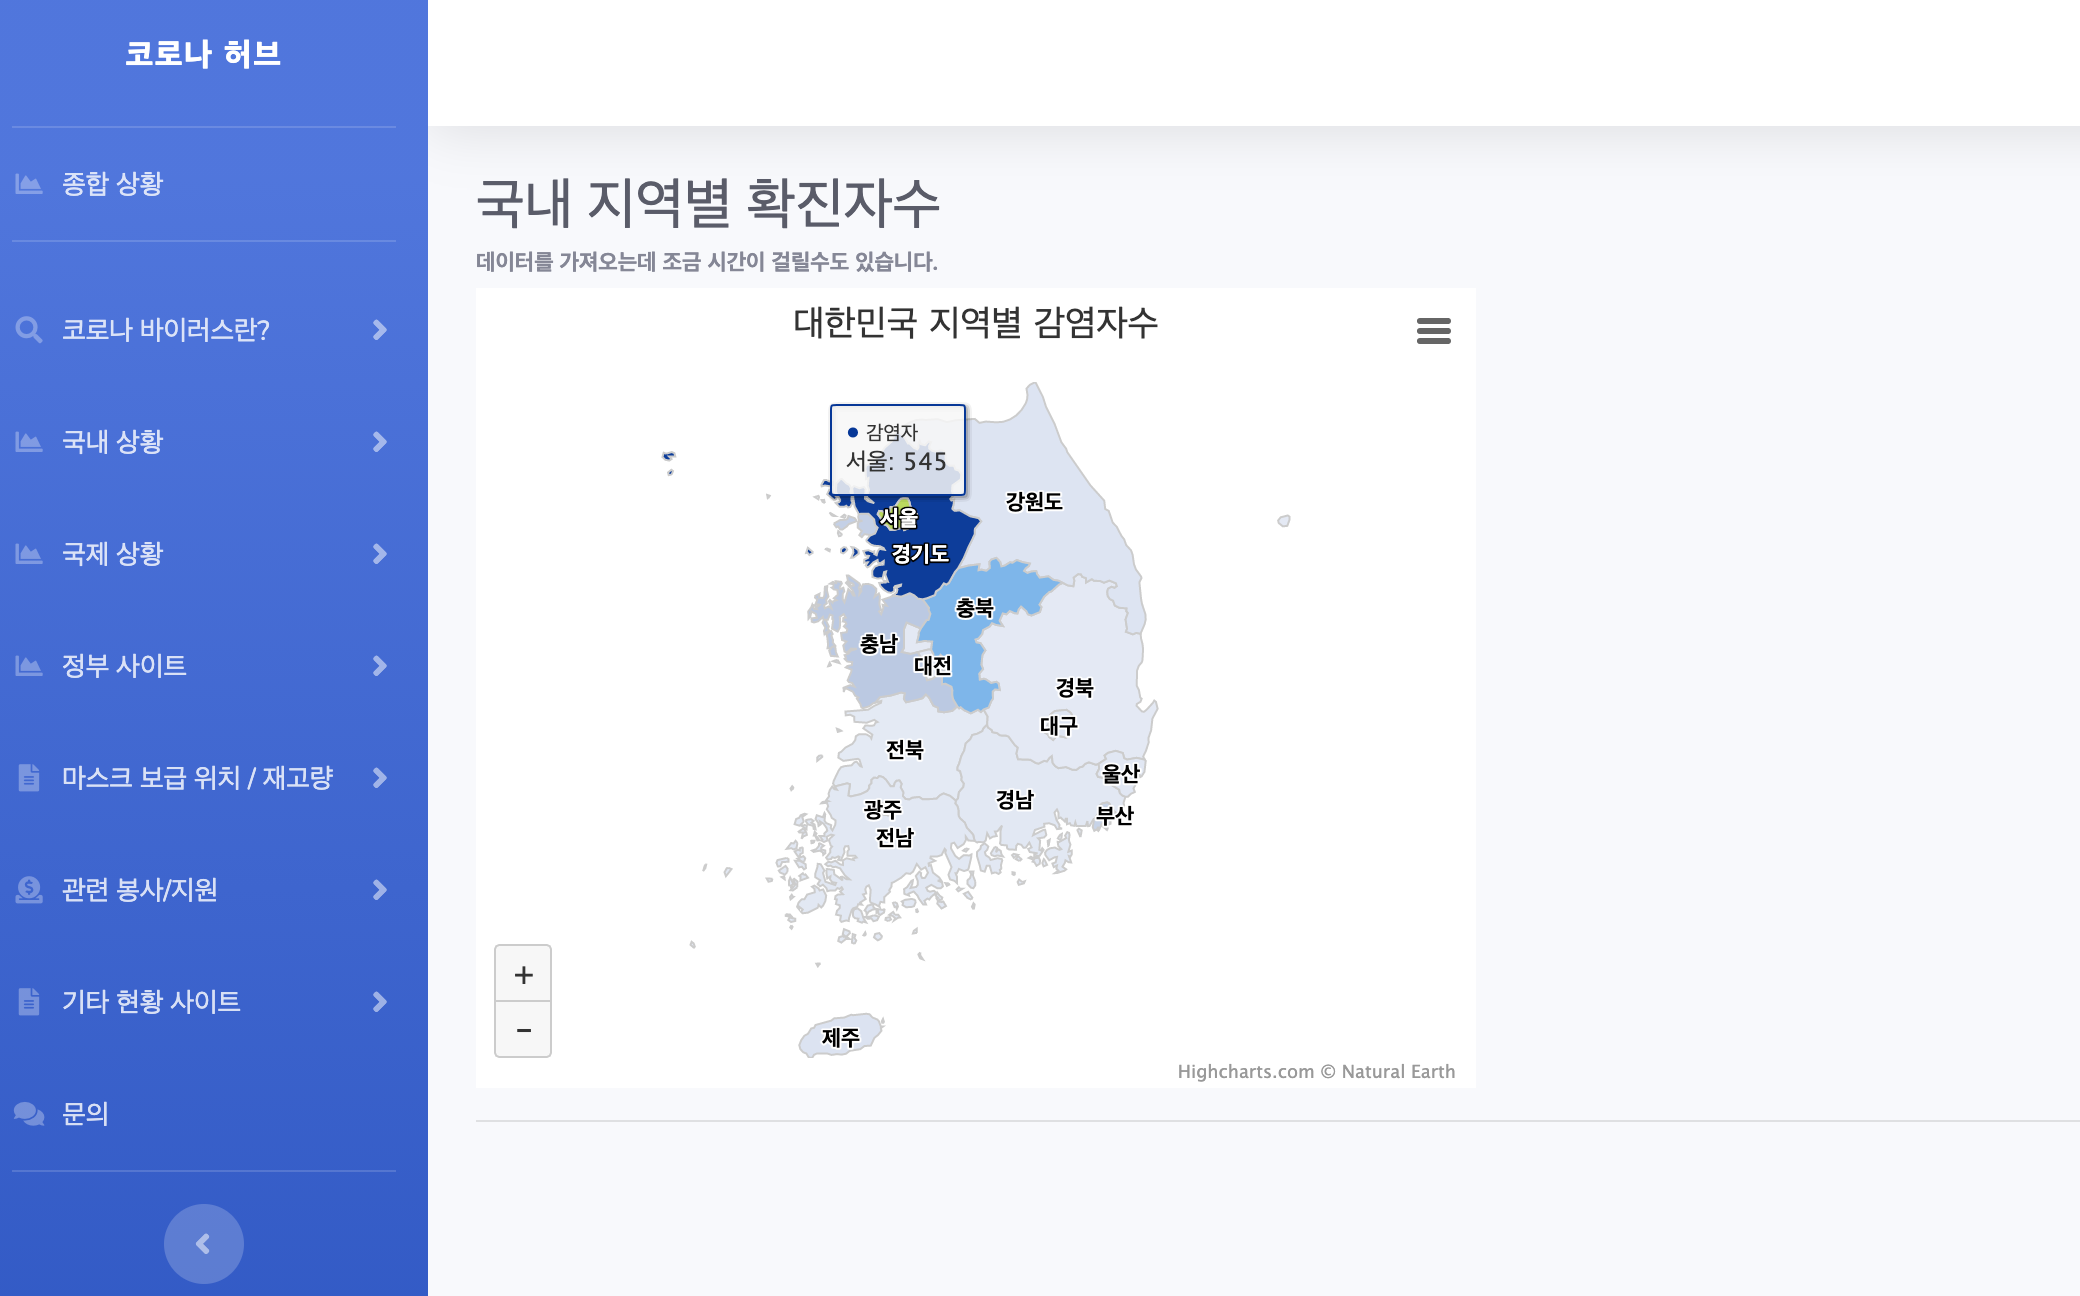 코로나 허브
종합 상황
코로나 바이러스란?
국내 상황
국제 상황
정부 사이트
마스크 보급 위치 / 재고량
관련 봉사/지원
기타 현황 사이트
문의
국내 지역별 확진자수
데이터를 가져오는데 조금 시간이 걸릴수도 있습니다.
대한민국 지역별 감염자수
감염자
서울: 545
강원도
서울
경기도
충북
충남
대전
경북
대구
전북
울산
경남
광주
부산
전남
+
-
제주
Highcharts.com © Natural Earth